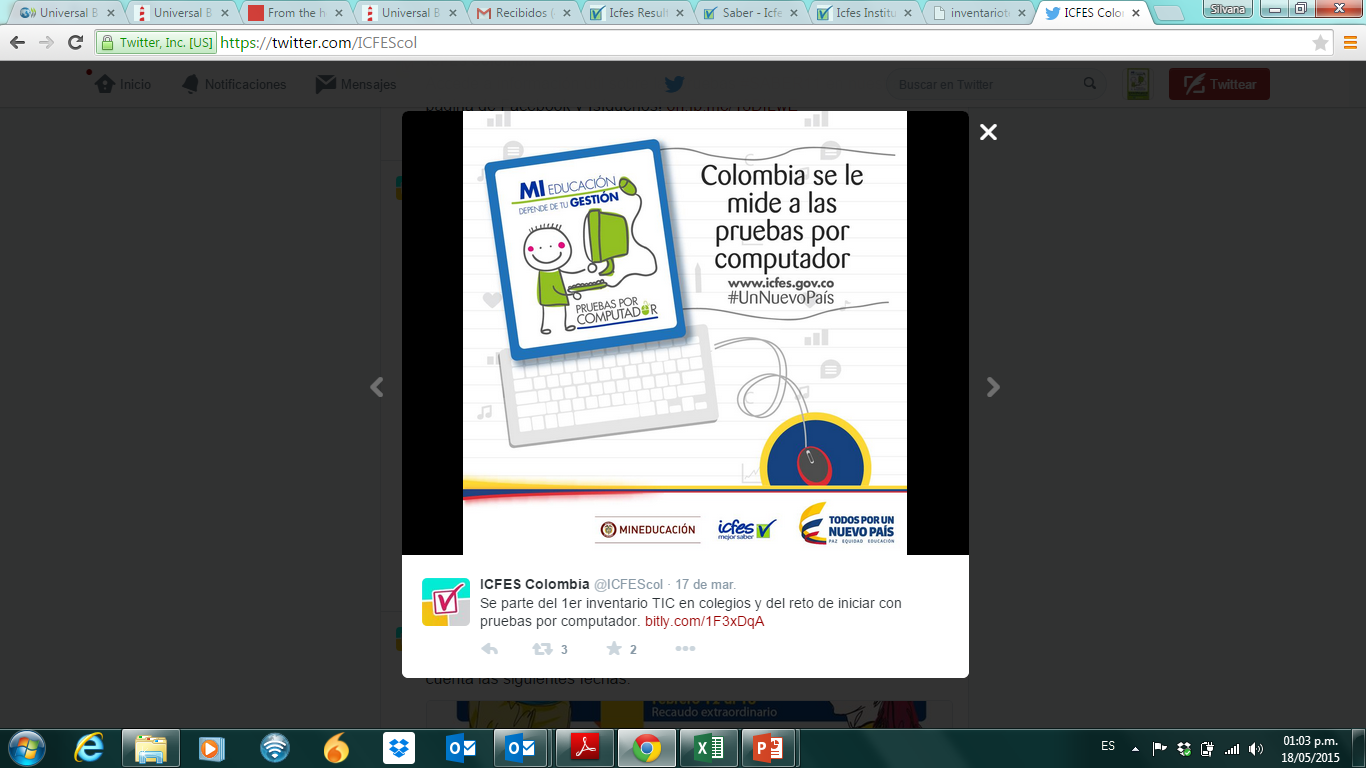 Universal B
Universal B
From the h
Universal B
Recibidos (
Icfes Result
Saber - Icfe
Icfes Institu
inventariot
ICFES Colo
Silvana
Twitter, Inc. [US]
https://twitter.com/ICFEScol
Inicio
Notificaciones
Mensajes
Buscar en Twitter
Twittear
MI EDUCACIÓN
DEPENDE DE TU GESTIÓN
PRUEBAS POR
COMPUTADOR
Colombia se le
mide a las
pruebas por
computador
www.icfes.gov.co
#UnNuevoPaís
MINEDUCACIÓN
icfes
mejor saber
TODOS POR UN
NUEVO PAÍS
PAZ EQUIDAD EDUCACIÓN
ICFES Colombia @ICFEScol · 17 de mar.
Se parte del 1er inventario TIC en colegios y del reto de iniciar con
pruebas por computador. bitly.com/1F3xDqA
3
2
cuenta las siguientes fechas:
Recaudo extraordinario
ES
01:03 p.m.
18/05/2015